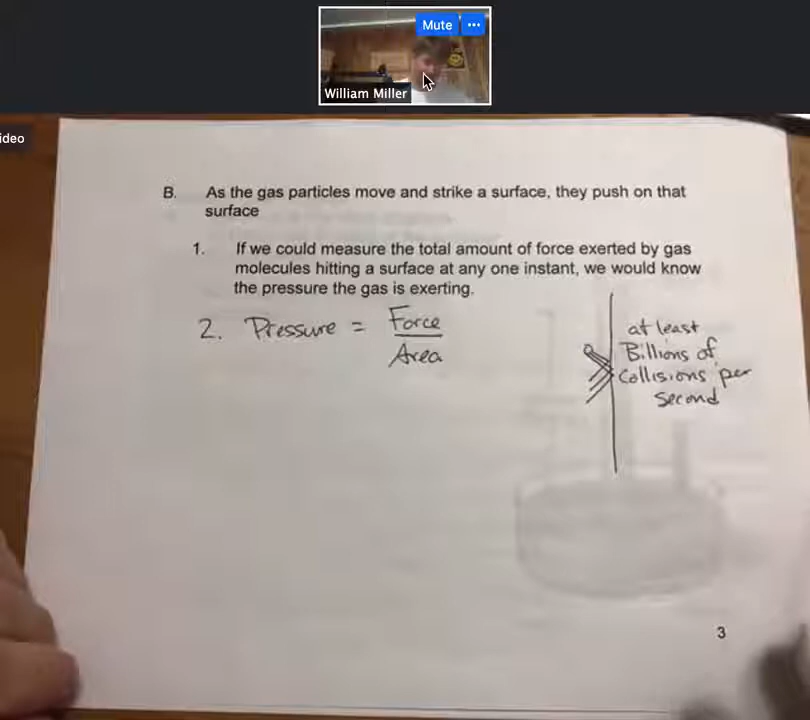 Mute
William Miller
ideo
B. As the gas particles move and strike a surface, they push on that
surface
1. If we could measure the total amount of force exerted by gas
molecules hitting a surface at any one instant, we would know
the pressure the gas is exerting.
2. Pressure = Force
Area
at least
Billions of
Collisions per
second
3